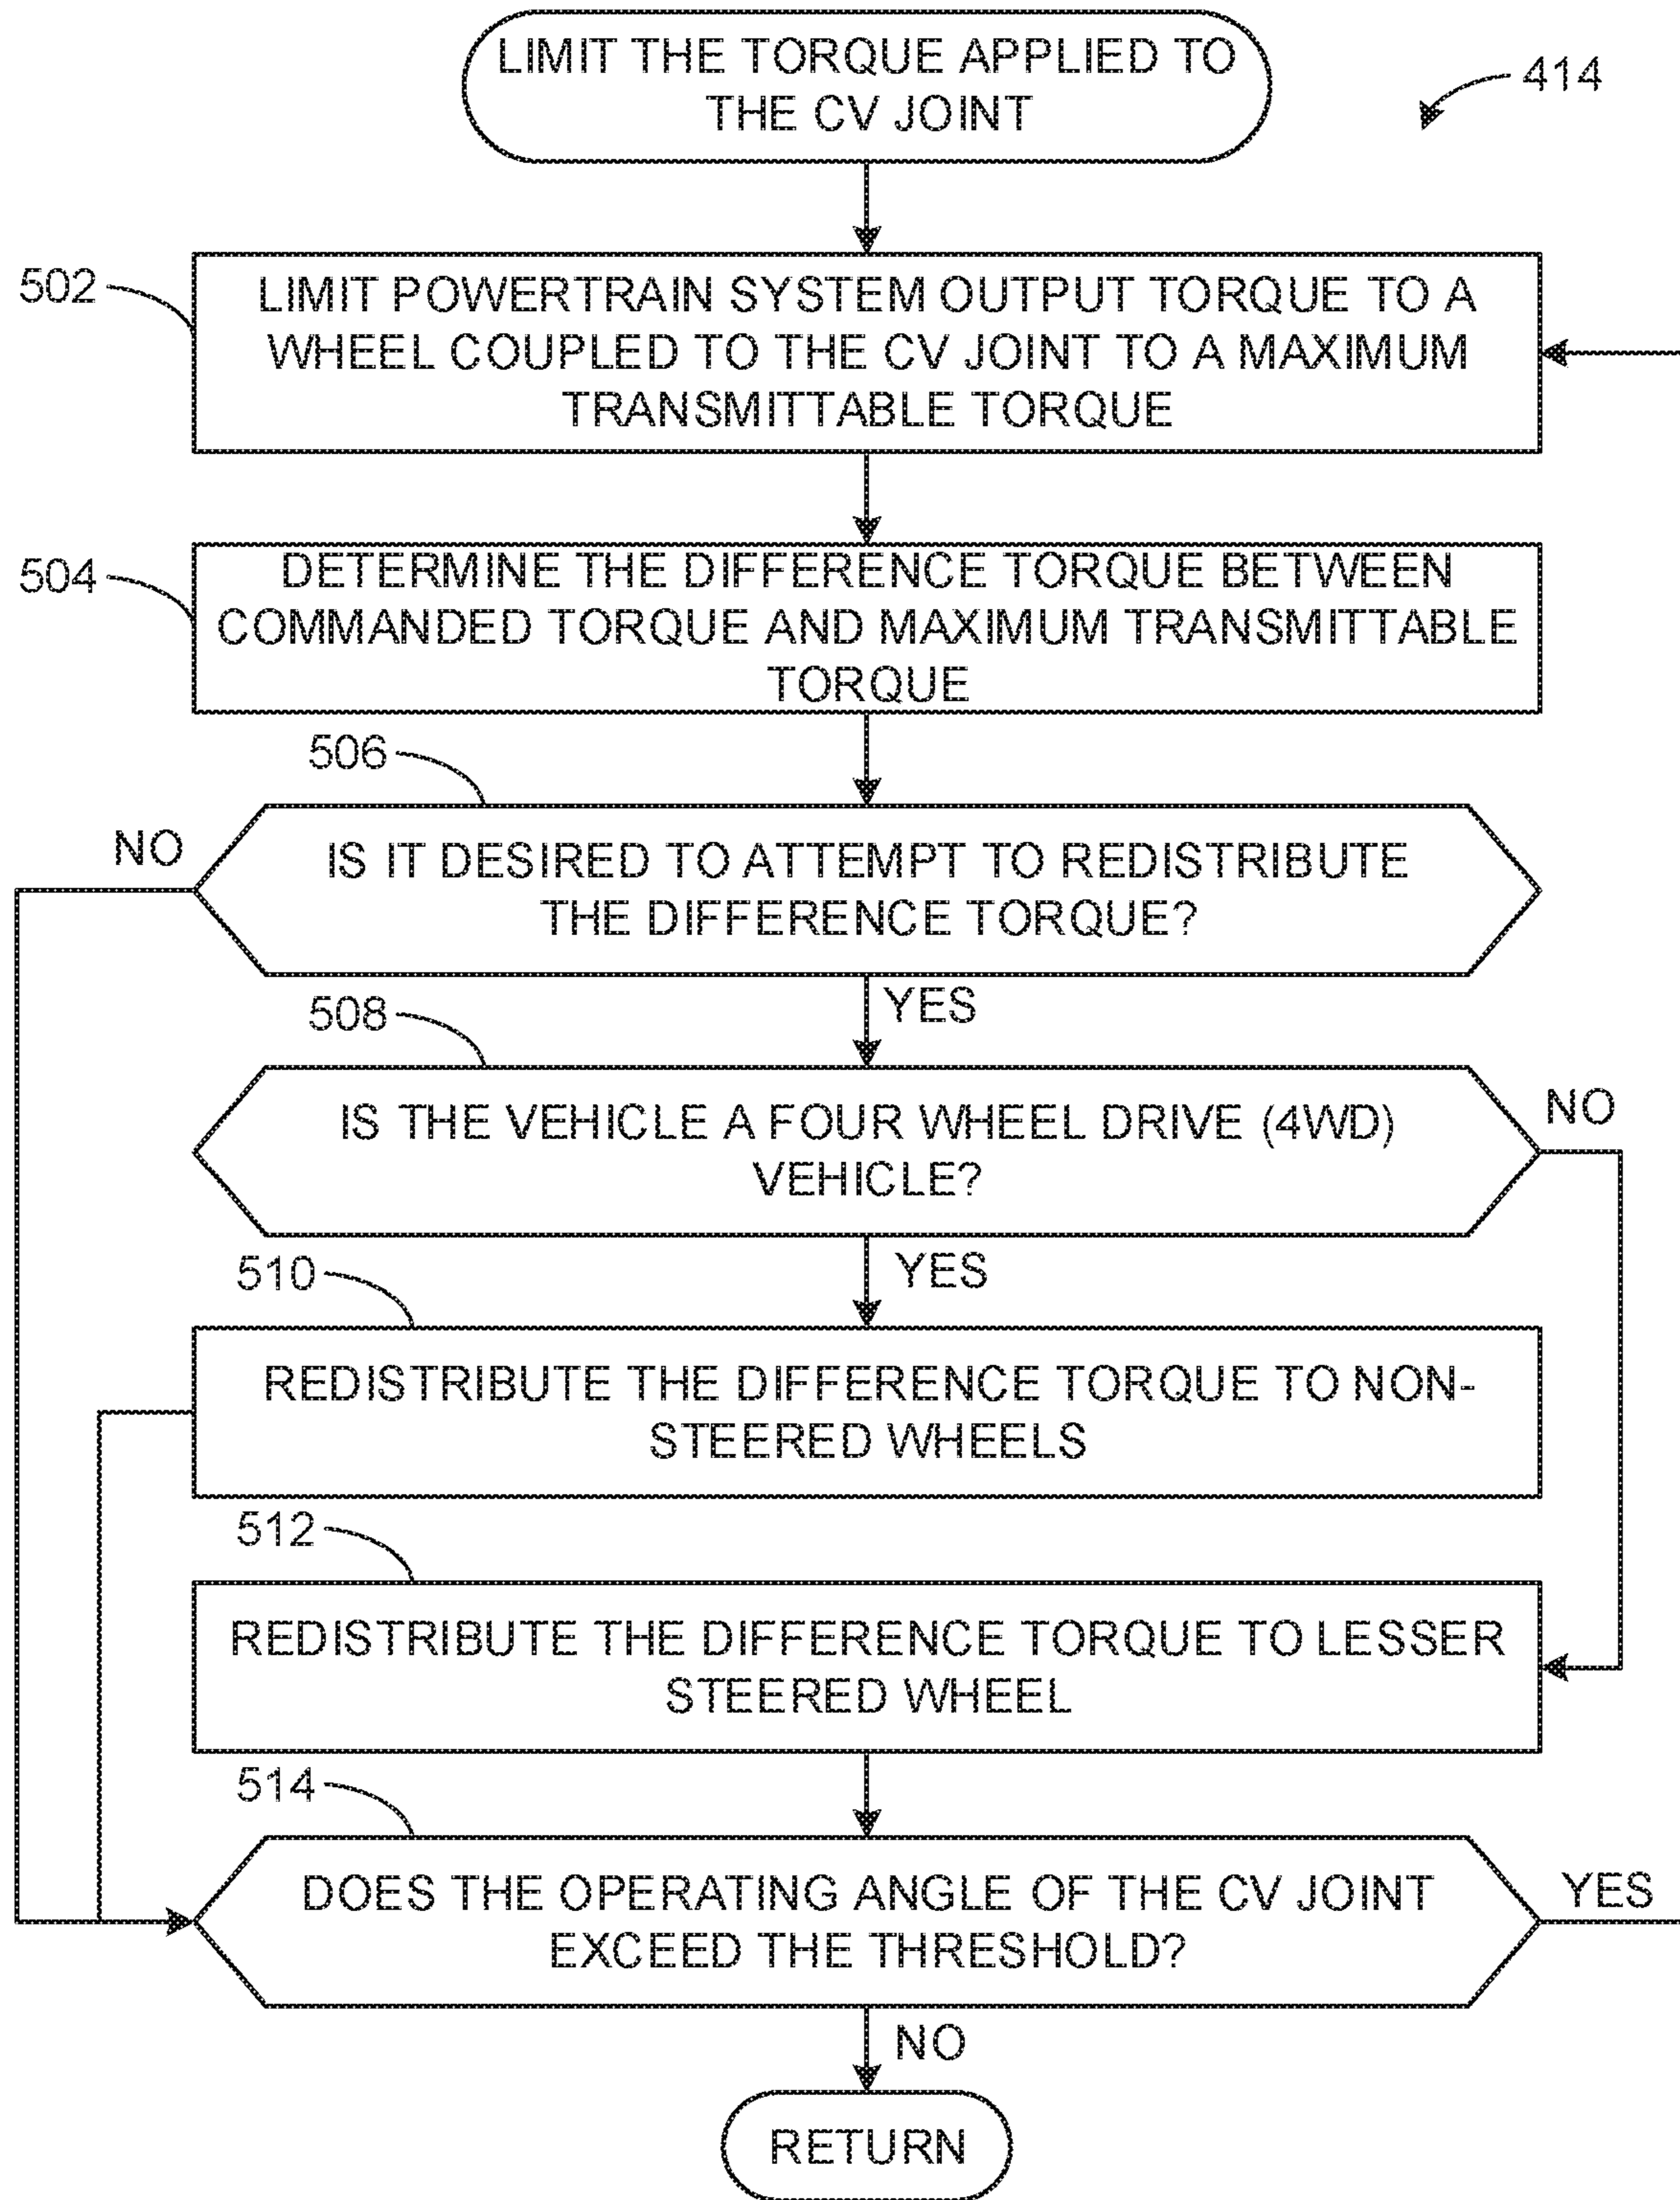 LIMIT THE TORQUE APPLIED TO
THE CV JOINT
414
502
LIMIT POWERTRAIN SYSTEM OUTPUT TORQUE TO A
WHEEL COUPLED TO THE CV JOINT TO A MAXIMUM
TRANSMITTABLE TORQUE
504
DETERMINE THE DIFFERENCE TORQUE BETWEEN
COMMANDED TORQUE AND MAXIMUM TRANSMITTABLE
TORQUE
506
NO
IS IT DESIRED TO ATTEMPT TO REDISTRIBUTE
THE DIFFERENCE TORQUE?
YES
508
IS THE VEHICLE A FOUR WHEEL DRIVE (4WD)
VEHICLE?
NO
YES
510
REDISTRIBUTE THE DIFFERENCE TORQUE TO NON-
STEERED WHEELS
512
REDISTRIBUTE THE DIFFERENCE TORQUE TO LESSER
STEERED WHEEL
514
DOES THE OPERATING ANGLE OF THE CV JOINT
EXCEED THE THRESHOLD?
YES
NO
RETURN